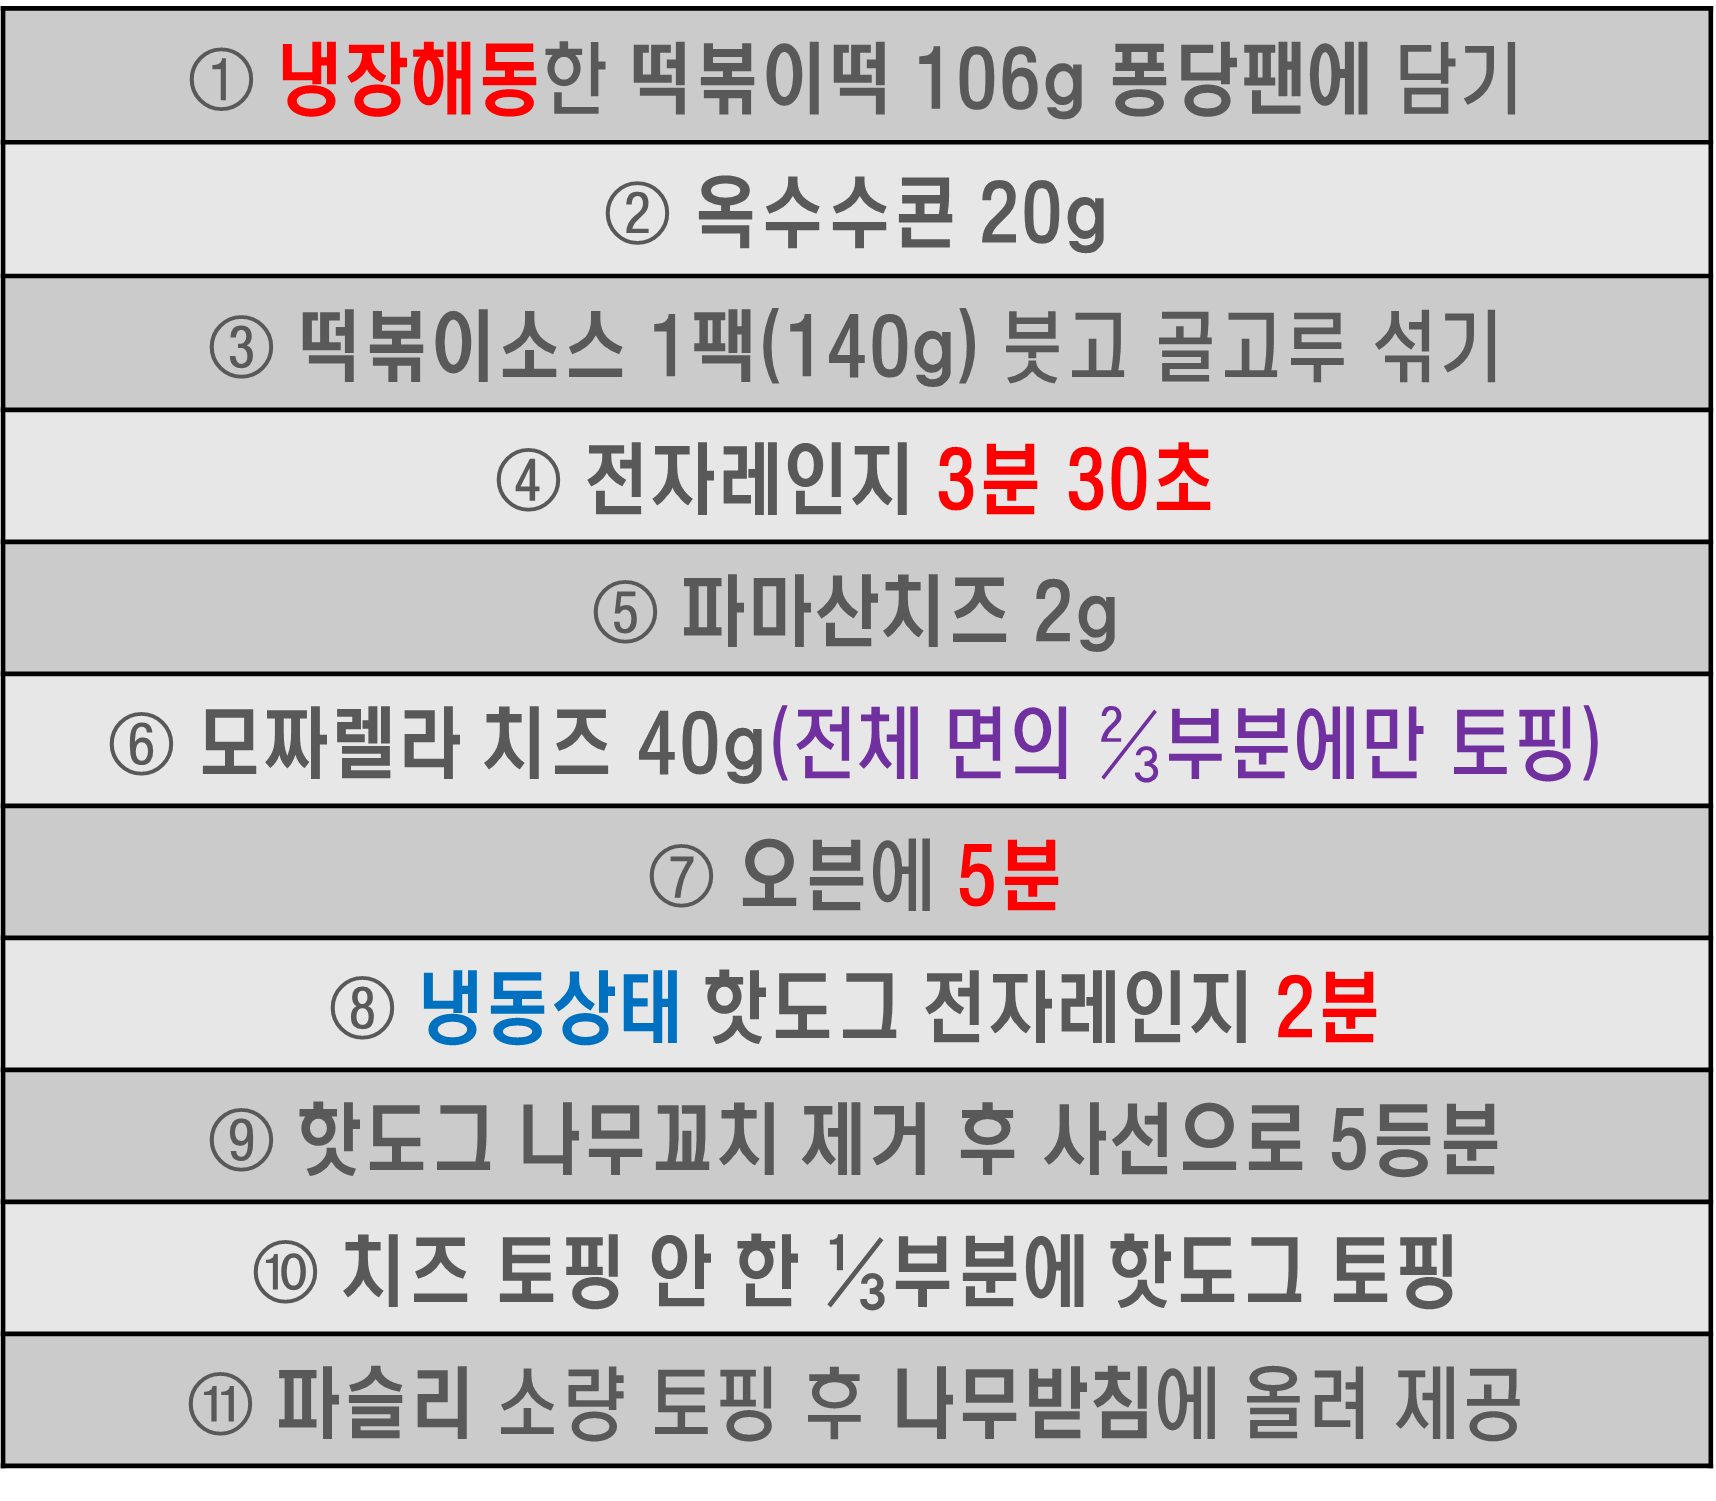 ① 냉장해동한 떡볶이떡 106g 퐁당팬에 담기
② 옥수수콘 20g
③ 떡볶이소스 1팩(140g) 붓고 골고루 섞기
④ 전자레인지 3분 30초
⑤ 파마산치즈 2g
⑥ 모짜렐라 치즈 40g(전체 면의 ⅔부분에만 토핑)
⑦ 오븐에 5분
⑧ 냉동상태 핫도그 전자레인지 2분
⑨ 핫도그 나무꼬치 제거 후 사선으로 5등분
⑩ 치즈 토핑 안 한 ⅓부분에 핫도그 토핑
⑪ 파슬리 소량 토핑 후 나무받침에 올려 제공